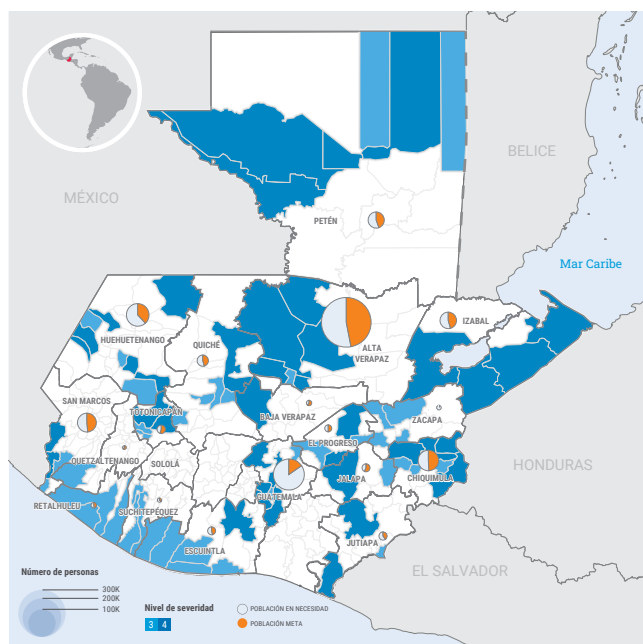 BELICE
MÉXICO
PETÉN
Mar Caribe
IZABAL
HUEHUETENANGO
QUICHÉ
ALTA
VERAPAZ
SAN MARCOS
TOTONICAPÁN
BAJA VERAPAZ
ZACAPA
EL PROGRESO
QUETZALTENANGO
SOLOLÁ
HONDURAS
GUATEMALA
JALAPA
CHIQUIMULA
RETALHULEU
SUCHITEPÉQUEZ
ESCUINTLA
JUTIAPA
EL SALVADOR
Número de personas
300K
200K
100K
Nivel de severidad
3 4
POBLACIÓN EN NECESIDAD
POBLACIÓN META